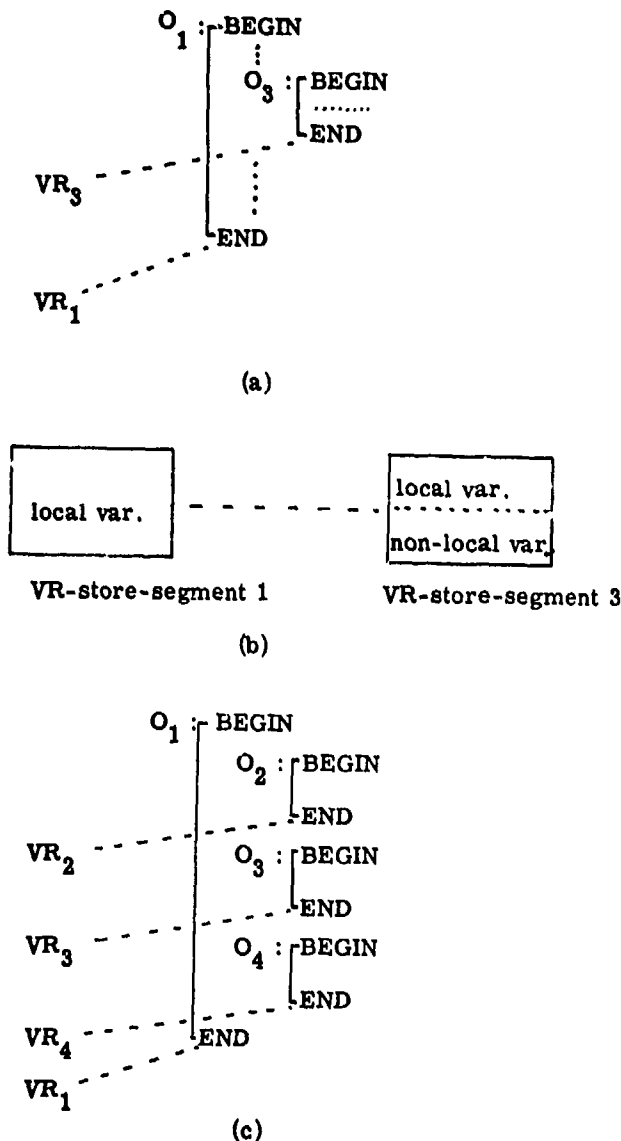 O1 : BEGIN
O3 : BEGIN
END
VR3
END
VR1
(a)
local var.
local var.
non-local var.
VR-store-segment 1
VR-store-segment 3
(b)
O1 : BEGIN
O2 : BEGIN
END
VR2
O3 : BEGIN
END
VR3
O4 : BEGIN
END
VR4
END
VR1
(c)